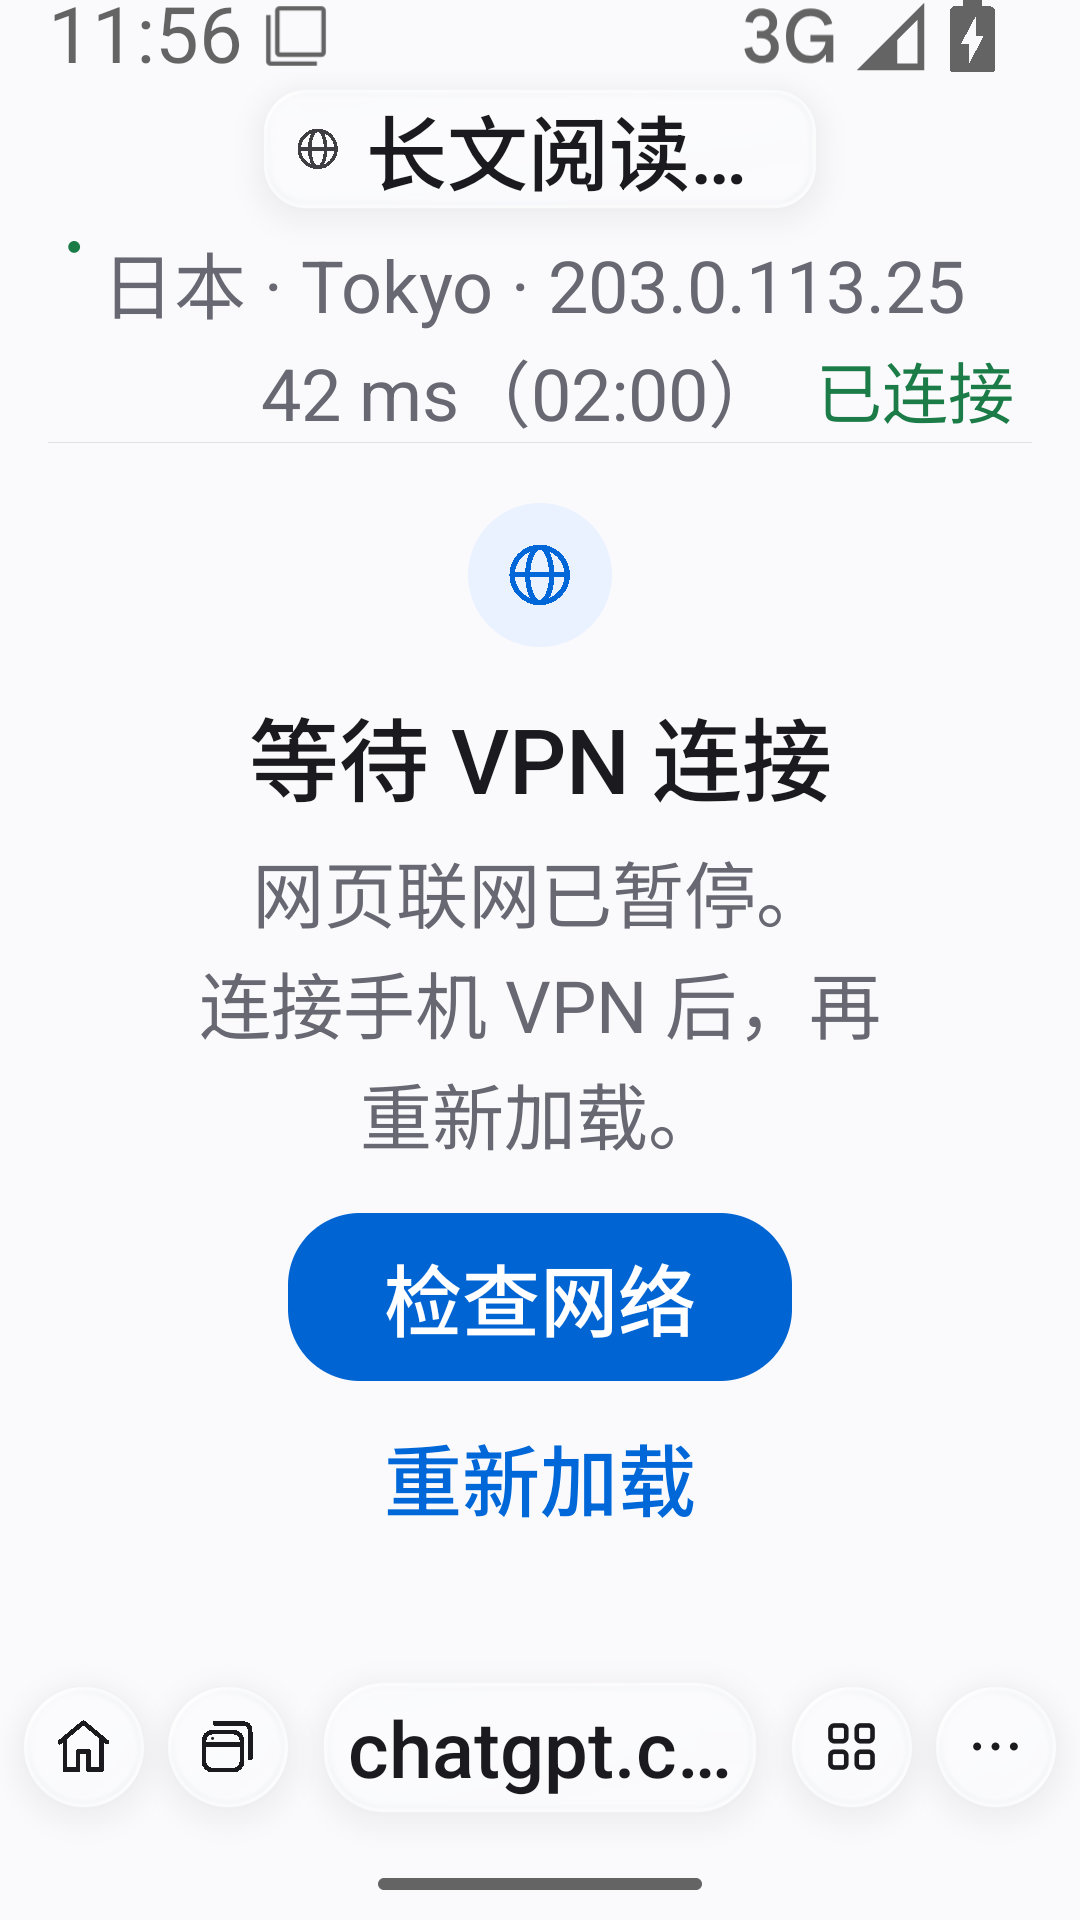 11:56 3G
长文阅读…
日本 · Tokyo · 203.0.113.25
42 ms（02:00） 已连接
等待 VPN 连接
网页联网已暂停。
连接手机 VPN 后，再
重新加载。
检查网络
重新加载
chatgpt.c…